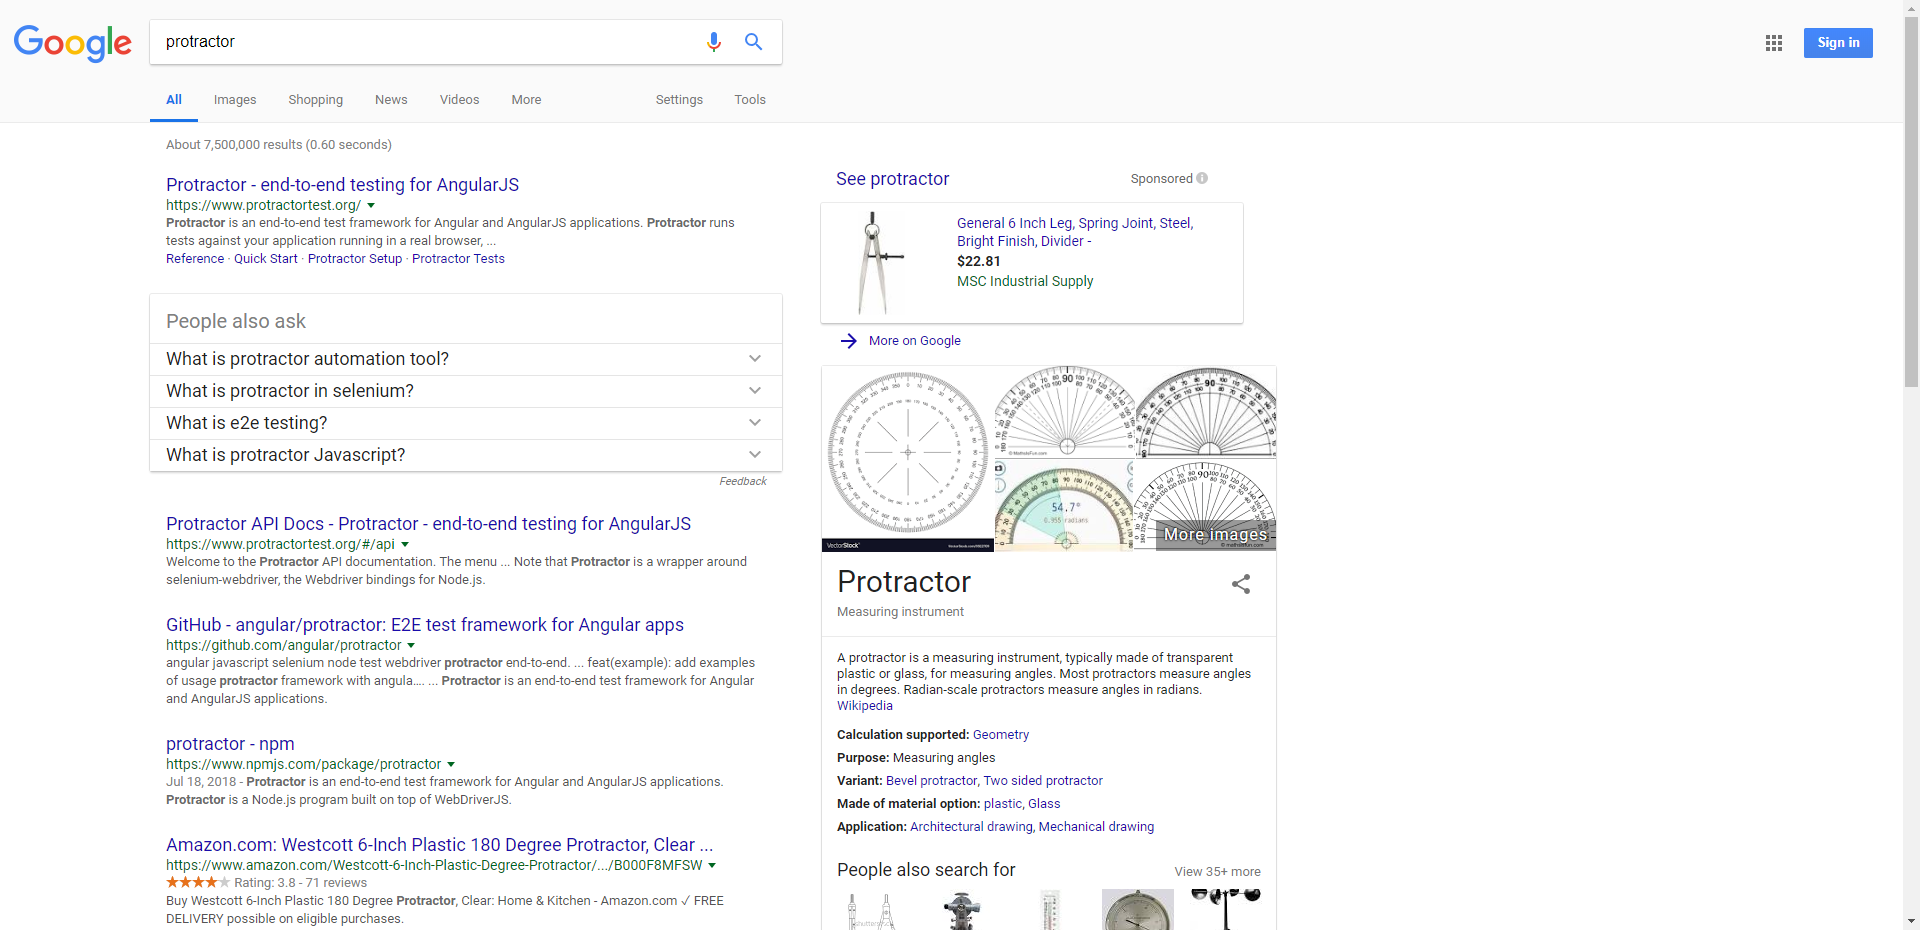 Google
protractor
Sign in
All Images Shopping News Videos More Settings Tools
About 7,500,000 results (0.60 seconds)
Protractor - end-to-end testing for AngularJS
https://www.protractortest.org/
Protractor is an end-to-end test framework for Angular and AngularJS applications. Protractor runs
tests against your application running in a real browser, ...
Reference · Quick Start · Protractor Setup · Protractor Tests
People also ask
What is protractor automation tool?
What is protractor in selenium?
What is e2e testing?
What is protractor Javascript?
Feedback
Protractor API Docs - Protractor - end-to-end testing for AngularJS
https://www.protractortest.org/#/api
Welcome to the Protractor API documentation. The menu ... Note that Protractor is a wrapper around
selenium-webdriver, the Webdriver bindings for Node.js.
GitHub - angular/protractor: E2E test framework for Angular apps
https://github.com/angular/protractor
angular javascript selenium node test webdriver protractor end-to-end. ... feat(example): add examples
of usage protractor framework with angula.... ... Protractor is an end-to-end test framework for Angular
and AngularJS applications.
protractor - npm
https://www.npmjs.com/package/protractor
Jul 18, 2018 - Protractor is an end-to-end test framework for Angular and AngularJS applications.
Protractor is a Node.js program built on top of WebDriverJS.
Amazon.com: Westcott 6-Inch Plastic 180 Degree Protractor, Clear ...
https://www.amazon.com/Westcott-6-Inch-Plastic-Degree-Protractor/.../B000F8MFSW
Rating: 3.8 - 71 reviews
Buy Westcott 6-Inch Plastic 180 Degree Protractor, Clear: Home & Kitchen - Amazon.com ✓ FREE
DELIVERY possible on eligible purchases.
See protractor
Sponsored
General 6 Inch Leg, Spring Joint, Steel,
Bright Finish, Divider -
$22.81
MSC Industrial Supply
More on Google
90
90
54.7°
0.955 radians
90
VectorStock
More images
Protractor
Measuring instrument
A protractor is a measuring instrument, typically made of transparent
plastic or glass, for measuring angles. Most protractors measure angles
in degrees. Radian-scale protractors measure angles in radians.
Wikipedia
Calculation supported: Geometry
Purpose: Measuring angles
Variant: Bevel protractor, Two sided protractor
Made of material option: plastic, Glass
Application: Architectural drawing, Mechanical drawing
People also search for
View 35+ more